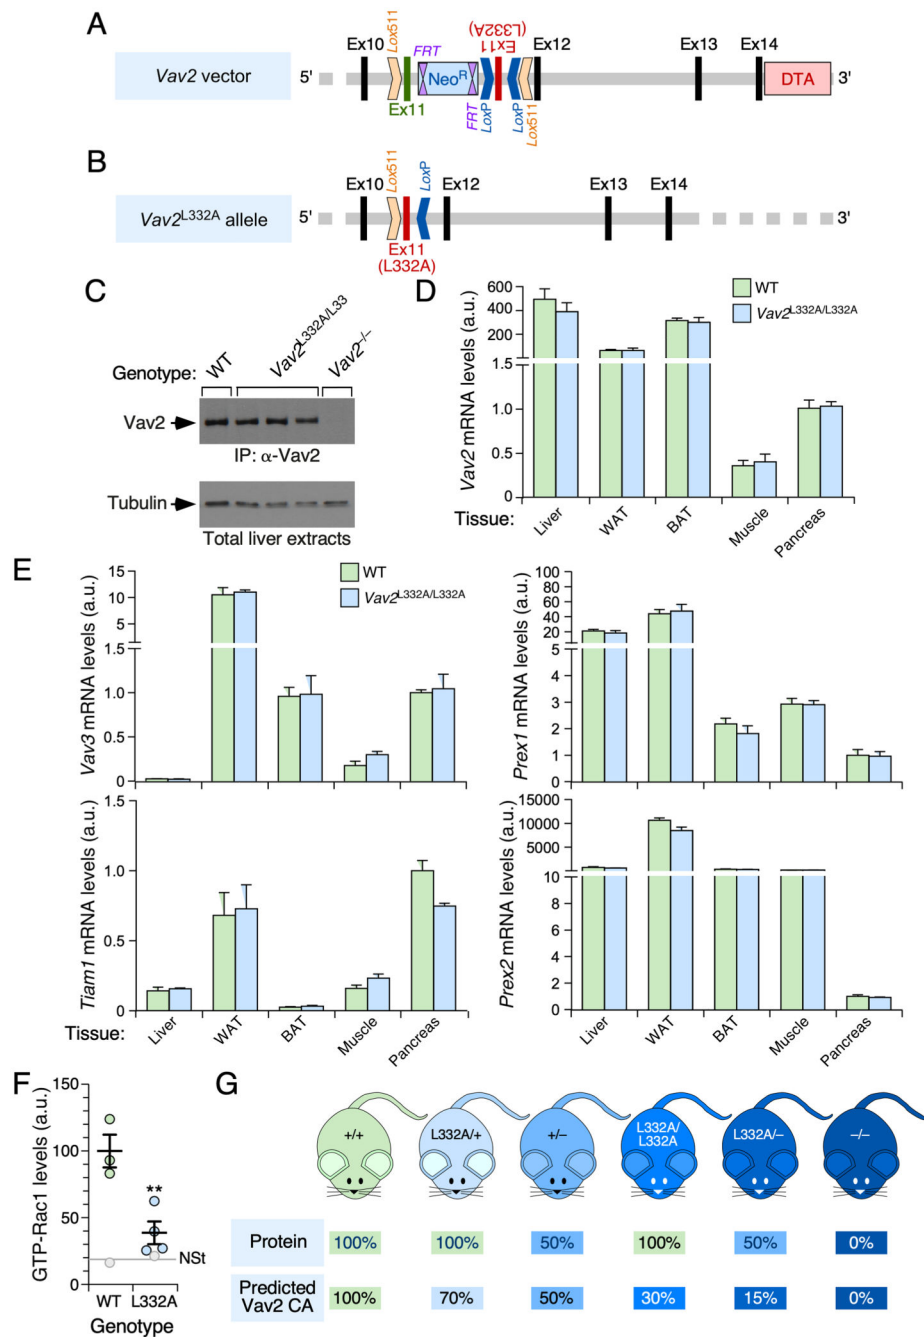 A
Lox511
Ex11
(L332A)
Ex10
FRT
Ex12
Ex13
Ex14
Vav2 vector
5'
NeoR
DTA
3'
Ex11
FRT
LoxP
LoxP
Lox511
B
Lox511
LoxP
Ex10
Ex12
Ex13
Ex14
Vav2L332A allele
5'
3'
Ex11
(L332A)
C
Genotype:
WT
Vav2L332A/L33
Vav2–/–
Vav2
IP: α-Vav2
Tubulin
Total liver extracts
D
WT
Vav2L332A/L332A
Vav2 mRNA levels (a.u.)
600
400
200
1.5
1.0
0.5
0
Tissue:
Liver
WAT
BAT
Muscle
Pancreas
E
WT
Vav2L332A/L332A
Vav3 mRNA levels (a.u.)
15
10
5
1.5
1.0
0.5
0
Prex1 mRNA levels (a.u.)
100
80
60
40
20
5
4
3
2
1
0
Tiam1 mRNA levels (a.u.)
1.5
1.0
0.5
0
Tissue:
Liver
WAT
BAT
Muscle
Pancreas
Prex2 mRNA levels (a.u.)
15000
10000
5000
10
8
6
4
2
0
Liver
WAT
BAT
Muscle
Pancreas
F
GTP-Rac1 levels (a.u.)
150
100
50
0
**
NSt
WT
L332A
Genotype
G
+/+
L332A/+
+/–
L332A/
L332A
L332A/–
–/–
Protein
100%
100%
50%
100%
50%
0%
Predicted
Vav2 CA
100%
70%
50%
30%
15%
0%